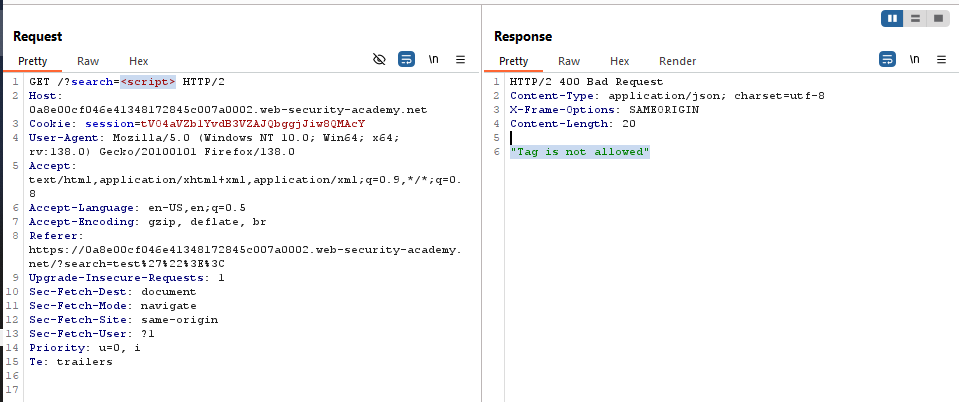 Request
Pretty Raw Hex
\n
1 GET /?search=<script> HTTP/2
2 Host:
0a8e00cf046e41348172845c007a0002.web-security-academy.net
3 Cookie: session=tV04aVZblYvdB3VZAJQbggjJiw8QMAcY
4 User-Agent: Mozilla/5.0 (Windows NT 10.0; Win64; x64;
rv:138.0) Gecko/20100101 Firefox/138.0
5 Accept:
text/html,application/xhtml+xml,application/xml;q=0.9,*/*;q=0.
8
6 Accept-Language: en-US,en;q=0.5
7 Accept-Encoding: gzip, deflate, br
8 Referer:
https://0a8e00cf046e41348172845c007a0002.web-security-academy.
net/?search=test%27%22%3E%3C
9 Upgrade-Insecure-Requests: 1
10 Sec-Fetch-Dest: document
11 Sec-Fetch-Mode: navigate
12 Sec-Fetch-Site: same-origin
13 Sec-Fetch-User: ?1
14 Priority: u=0, i
15 Te: trailers
16
17
Response
Pretty Raw Hex Render
\n
1 HTTP/2 400 Bad Request
2 Content-Type: application/json; charset=utf-8
3 X-Frame-Options: SAMEORIGIN
4 Content-Length: 20
5
6 "Tag is not allowed"